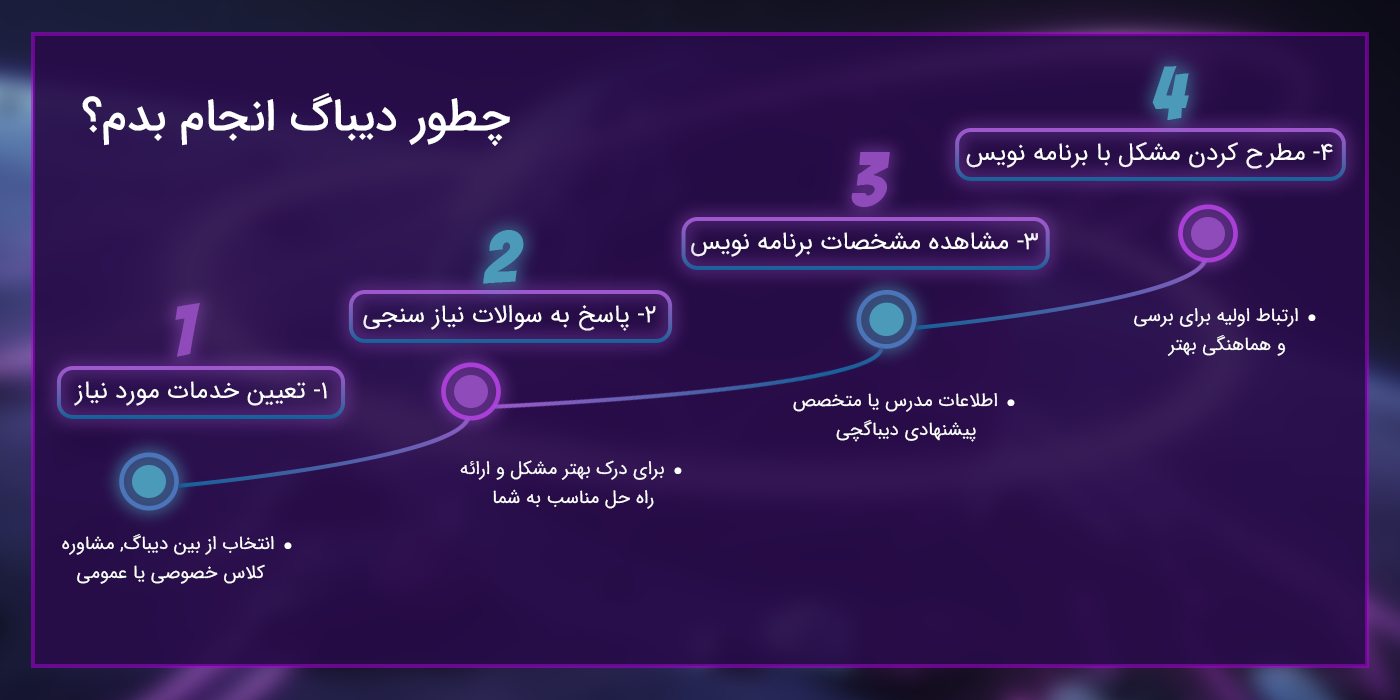 چطور دیباگ انجام بدم؟
1
۱- تعیین خدمات مورد نیاز
• انتخاب از بین دیباگ, مشاوره
کلاس خصوصی یا عمومی
2
۲- پاسخ به سوالات نیاز سنجی
• برای درک بهتر مشکل و ارائه
راه حل مناسب به شما
3
۳- مشاهده مشخصات برنامه نویس
• اطلاعات مدرس یا متخصص
پیشنهادی دیباگچی
4
۴- مطرح کردن مشکل با برنامه نویس
• ارتباط اولیه برای برسی
و هماهنگی بهتر